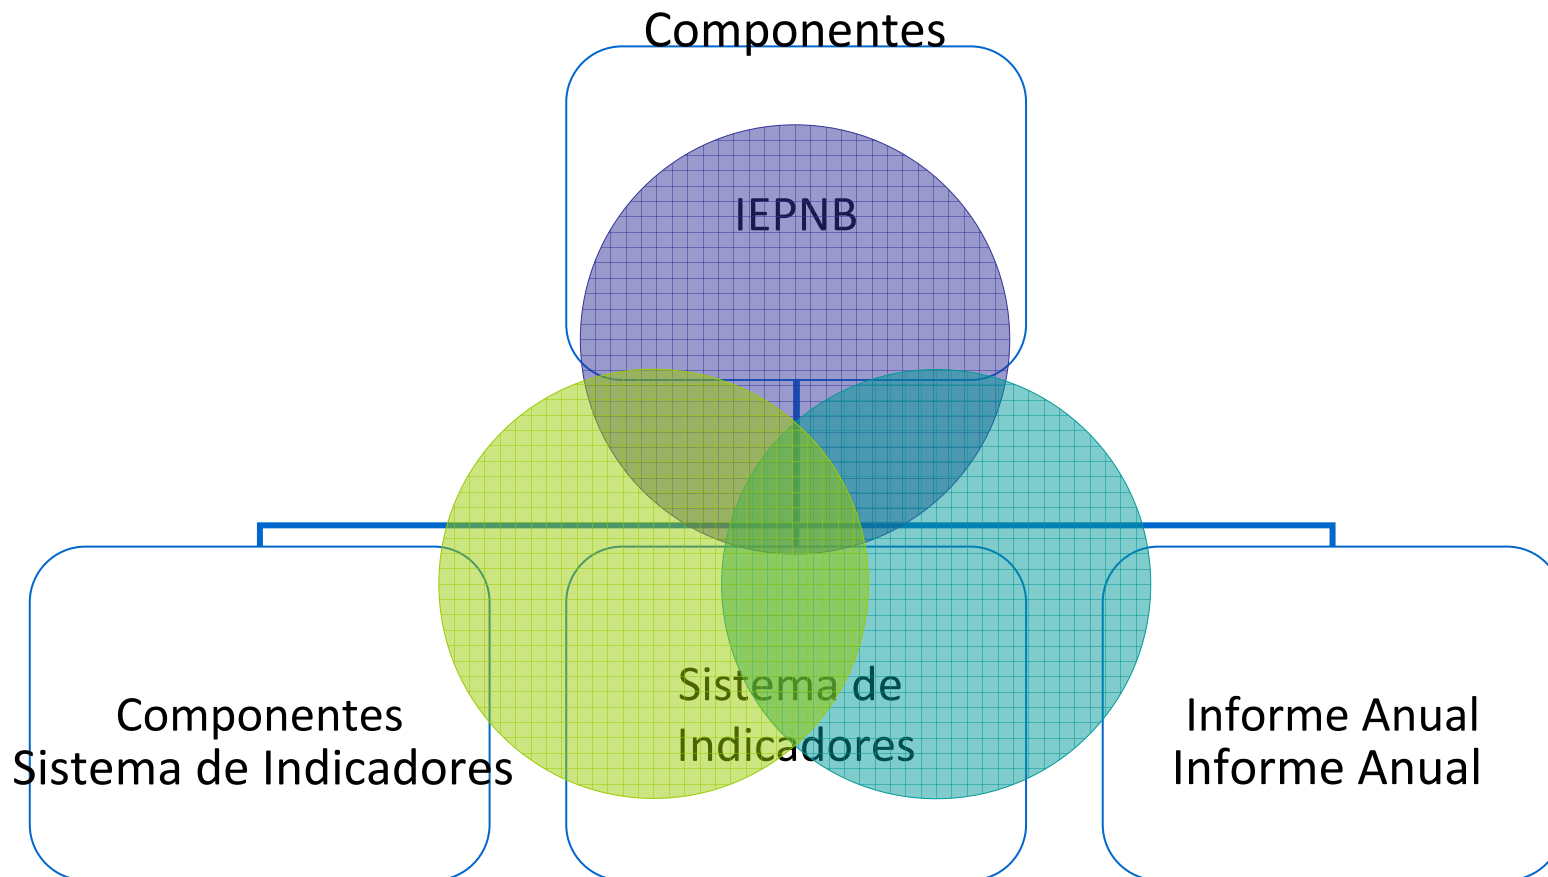 Componentes
IEPNB
Sistema de
Indicadores
Componentes
Sistema de Indicadores
Informe Anual
Informe Anual